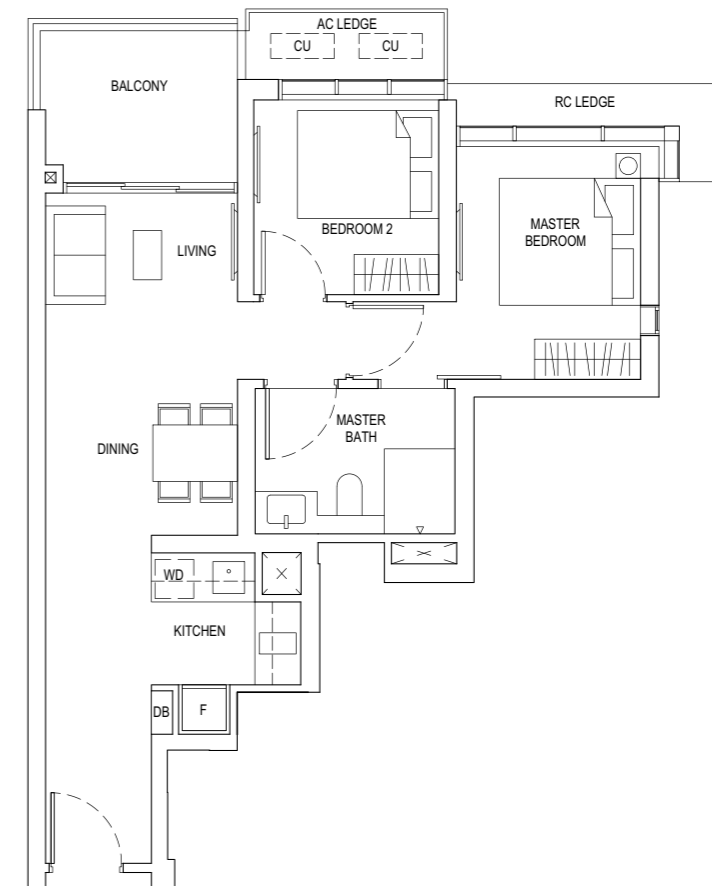 AC LEDGE
CU
CU
BALCONY
RC LEDGE
BEDROOM 2
MASTER
BEDROOM
LIVING
MASTER
BATH
DINING
WD
KITCHEN
DB
F